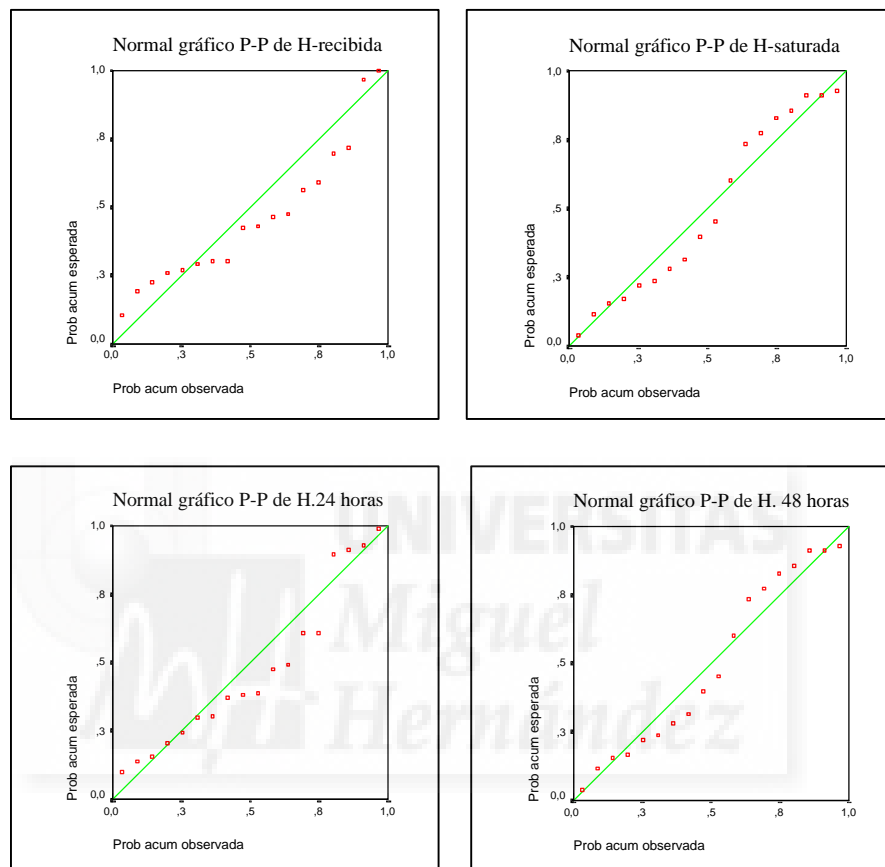 Normal gráfico P-P de H-recibida
Prob acum esperada
1,0
,8
,5
,3
0,0
0,0 ,3 ,5 ,8 1,0
Prob acum observada
Normal gráfico P-P de H-saturada
Prob acum esperada
1,0
,8
,5
,3
0,0
0,0 ,3 ,5 ,8 1,0
Prob acum observada
Normal gráfico P-P de H.24 horas
Prob acum esperada
1,0
,8
,5
,3
0,0
0,0 ,3 ,5 ,8 1,0
Prob acum observada
Normal gráfico P-P de H. 48 horas
Prob acum esperada
1,0
,8
,5
,3
0,0
0,0 ,3 ,5 ,8 1,0
Prob acum observada
UNIVERSITAS
Miguel
Hernández